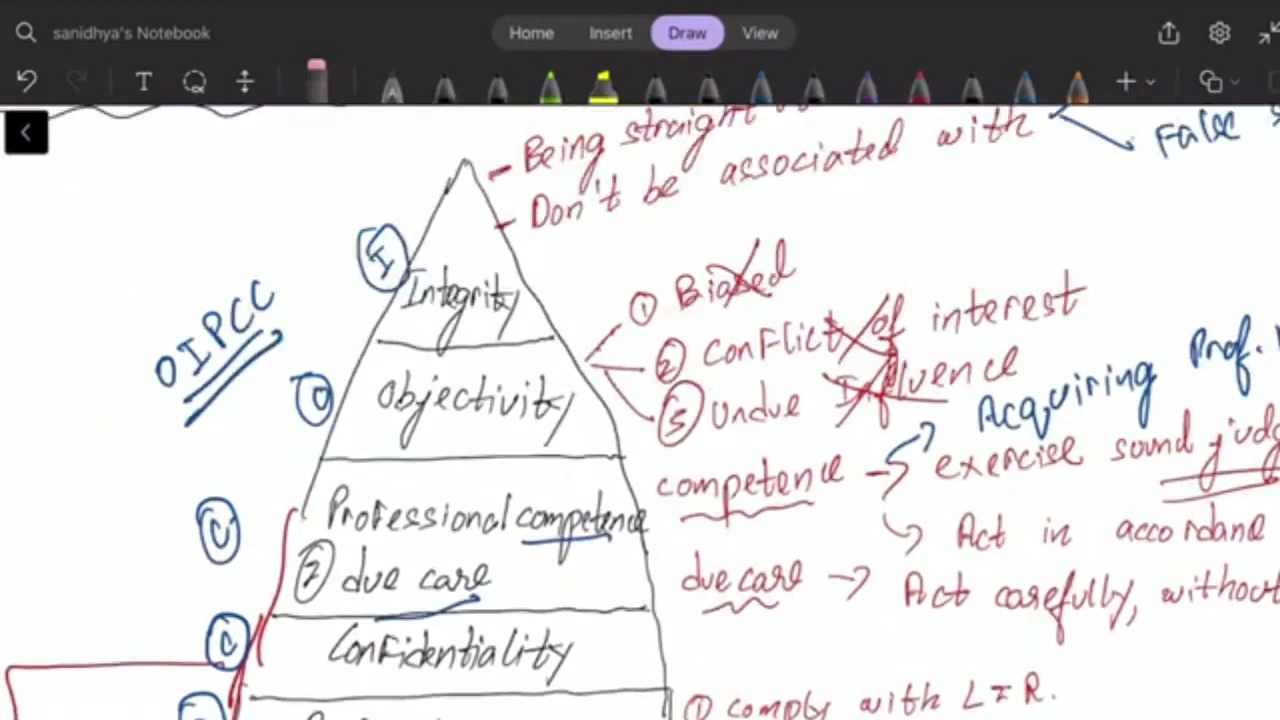 sanidhya's Notebook
Home Insert Draw View
- Being straight
- Don't be associated with
False
I
Integrity
OIPCC
① Biased
② Conflict of interest
③ Undue Influence
O
Objectivity
Acquiring Prof.
competence → exercise sound judg
Professional competence
② due care
→ Act in accordance
due care → Act carefully, without
C
Confidentiality
① comply with L & R.